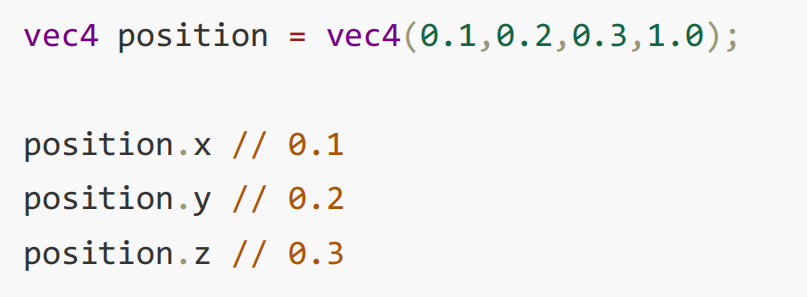 vec4 position = vec4(0.1,0.2,0.3,1.0);
position.x // 0.1
position.y // 0.2
position.z // 0.3